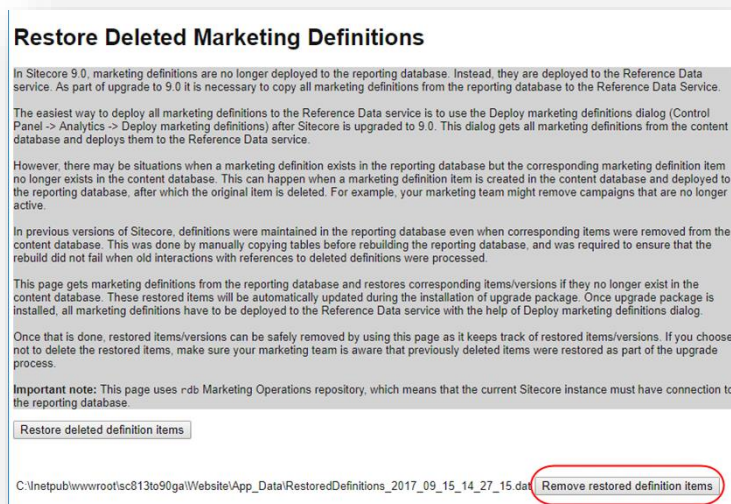 Restore Deleted Marketing Definitions
In Sitecore 9.0, marketing definitions are no longer deployed to the reporting database. Instead, they are deployed to the Reference Data
service. As part of upgrade to 9.0 it is necessary to copy all marketing definitions from the reporting database to the Reference Data Service.
The easiest way to deploy all marketing definitions to the Reference Data service is to use the Deploy marketing definitions dialog (Control
Panel -> Analytics -> Deploy marketing definitions) after Sitecore is upgraded to 9.0. This dialog gets all marketing definitions from the content
database and deploys them to the Reference Data service.
However, there may be situations when a marketing definition exists in the reporting database but the corresponding marketing definition item
no longer exists in the content database. This can happen when a marketing definition item is created in the content database and deployed to
the reporting database, after which the original item is deleted. For example, your marketing team might remove campaigns that are no longer
active.
In previous versions of Sitecore, definitions were maintained in the reporting database even when corresponding items were removed from the
content database. This was done by manually copying tables before rebuilding the reporting database, and was required to ensure that the
rebuild did not fail when old interactions with references to deleted definitions were processed.
This page gets marketing definitions from the reporting database and restores corresponding items/versions if they no longer exist in the
content database. These restored items will be automatically updated during the installation of upgrade package. Once upgrade package is
installed, all marketing definitions have to be deployed to the Reference Data service with the help of Deploy marketing definitions dialog.
Once that is done, restored items/versions can be safely removed by using this page as it keeps track of restored items/versions. If you choose
not to delete the restored items, make sure your marketing team is aware that previously deleted items were restored as part of the upgrade
process.
Important note: This page uses rdb Marketing Operations repository, which means that the current Sitecore instance must have connection to
the reporting database.
Restore deleted definition items
C:\Inetpub\wwwroot\sc813to90ga\Website\App_Data\RestoredDefinitions_2017_09_15_14_27_15.dat Remove restored definition items